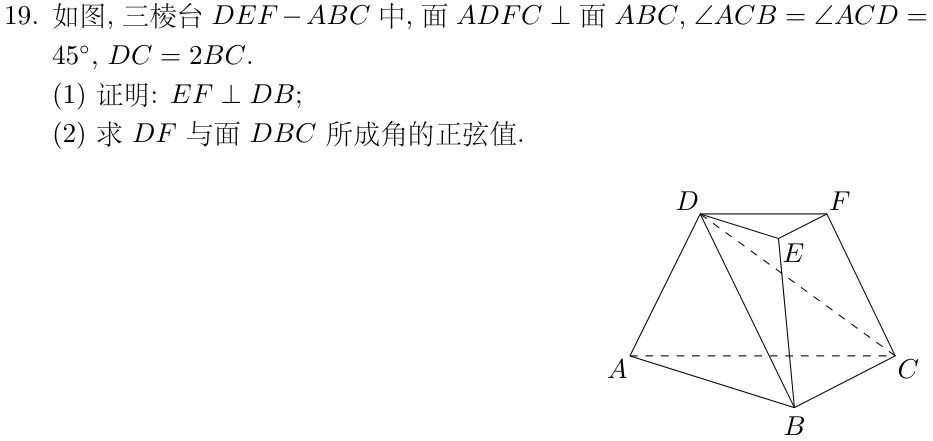 19. 如图, 三棱台 DEF − ABC 中, 面 ADFC ⊥ 面 ABC, ∠ACB = ∠ACD =
45°, DC = 2BC.
(1) 证明: EF ⊥ DB;
(2) 求 DF 与面 DBC 所成角的正弦值.
D
F
E
A
C
B